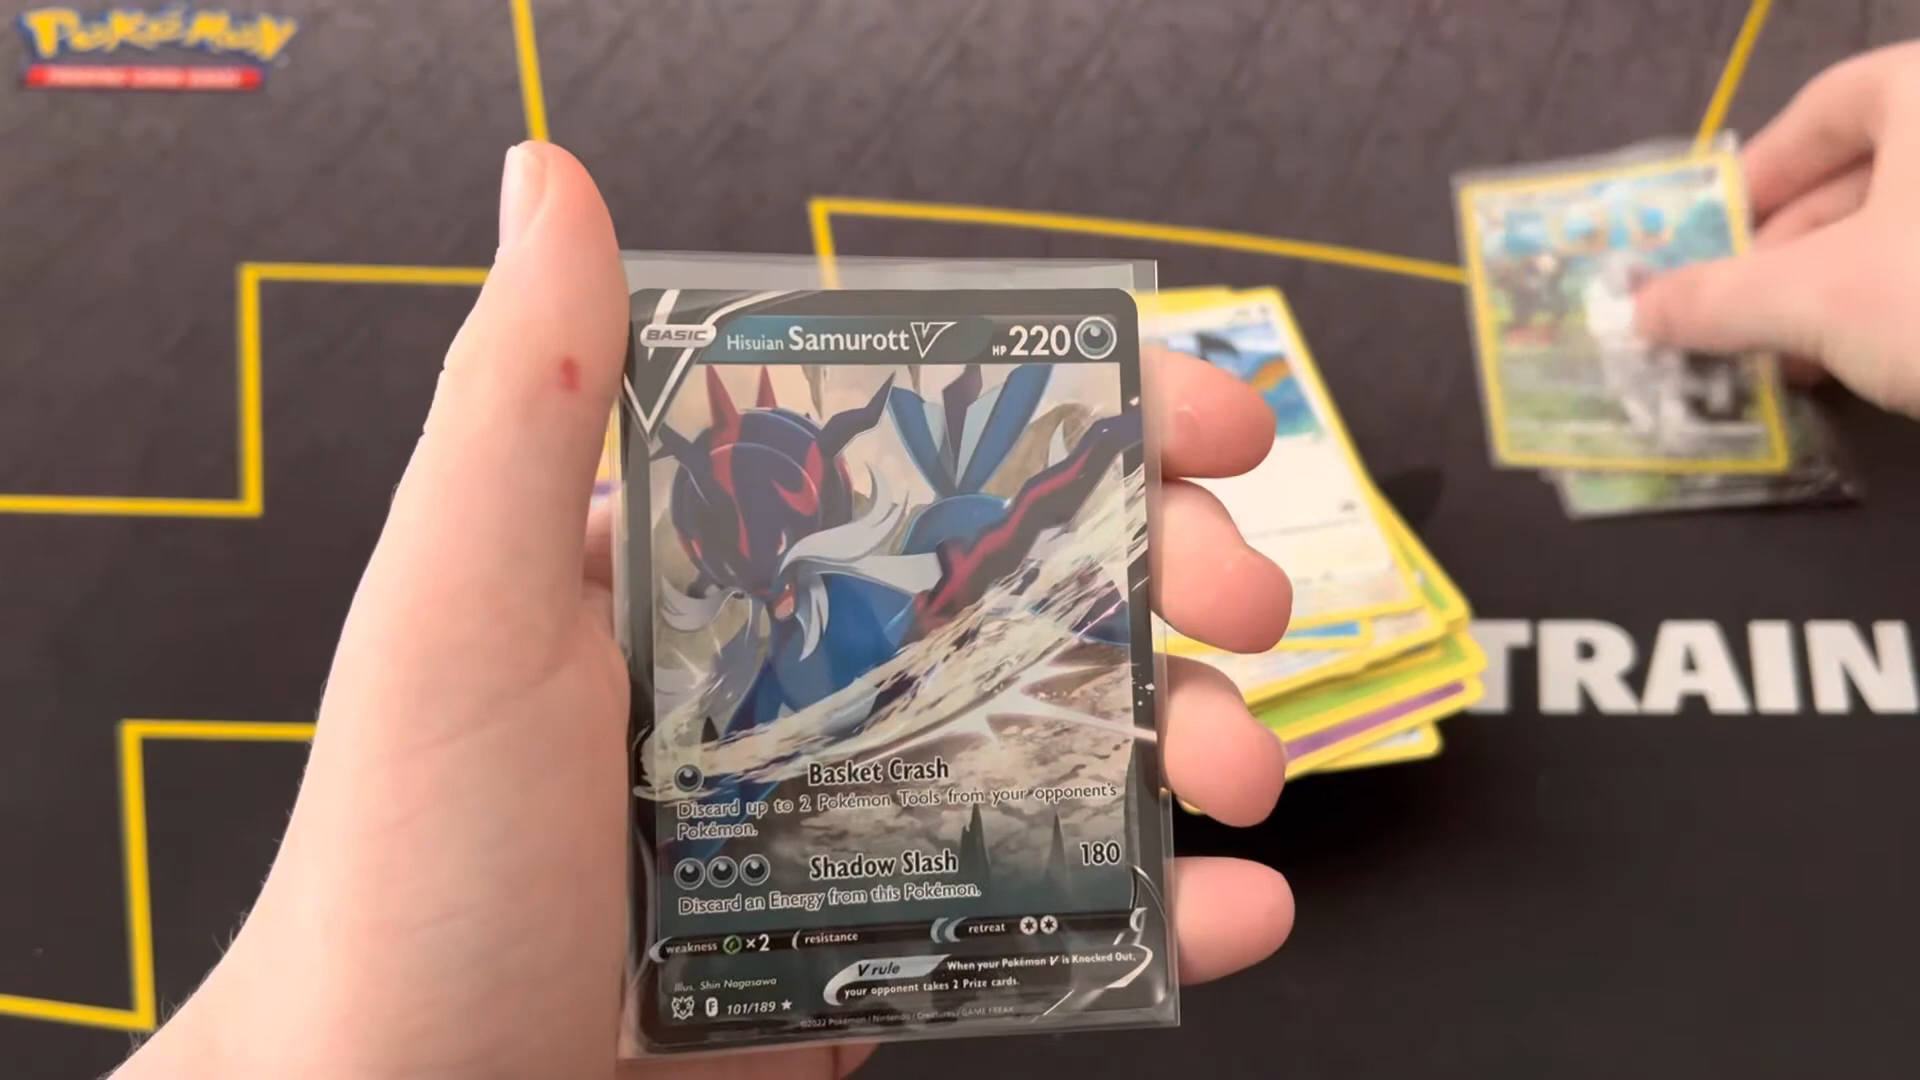 Pokémon
BASIC
Hisuian Samurott V
HP 220
Basket Crash
Discard up to 2 Pokémon Tools from your opponent's
Pokémon.
Shadow Slash 180
Discard an Energy from this Pokémon.
weakness ×2 resistance retreat
V rule When your Pokémon V is Knocked Out,
your opponent takes 2 Prize cards.
Illus. Shin Nagasawa
F 101/189 ★
©2022 Pokémon / Nintendo / Creatures / GAME FREAK
TRAIN